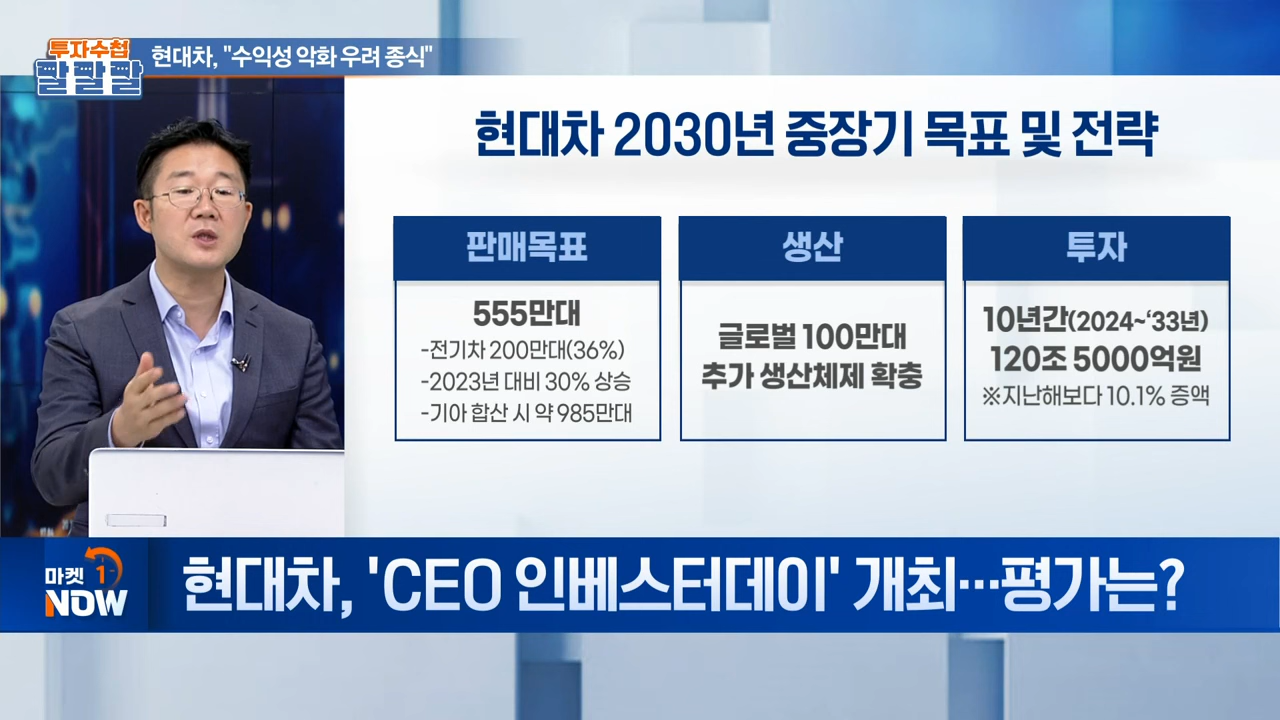 투자수첩
팔팔팔
현대차, "수익성 악화 우려 종식"
현대차 2030년 중장기 목표 및 전략
판매목표
555만대
-전기차 200만대(36%)
-2023년 대비 30% 상승
-기아 합산 시 약 985만대
생산
글로벌 100만대
추가 생산체제 확충
투자
10년간(2024~‘33년)
120조 5000억원
※지난해보다 10.1% 증액
마켓 1
NOW
현대차, 'CEO 인베스터데이' 개최…평가는?